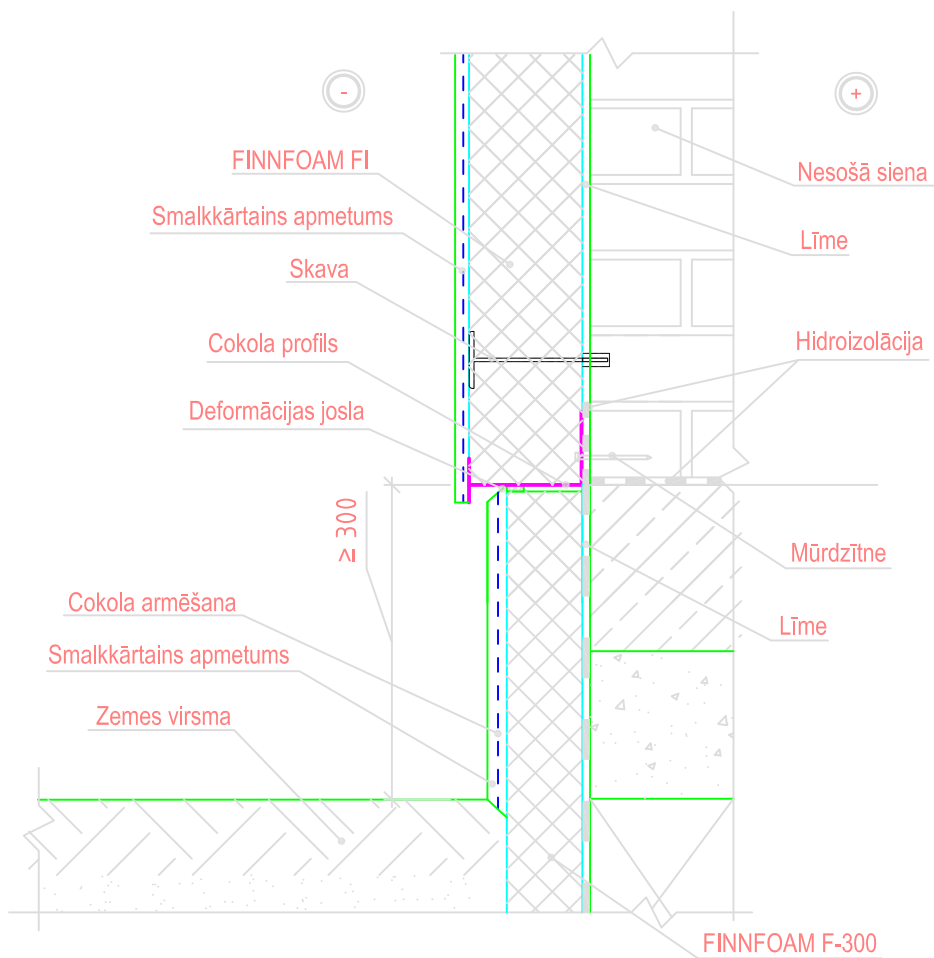 -
+
FINNFOAM FI
Nesošā siena
Smalkkārtains apmetums
Līme
Skava
Cokola profils
Hidroizolācija
Deformācijas josla
≥ 300
Mūrdzītne
Cokola armēšana
Līme
Smalkkārtains apmetums
Zemes virsma
FINNFOAM F-300